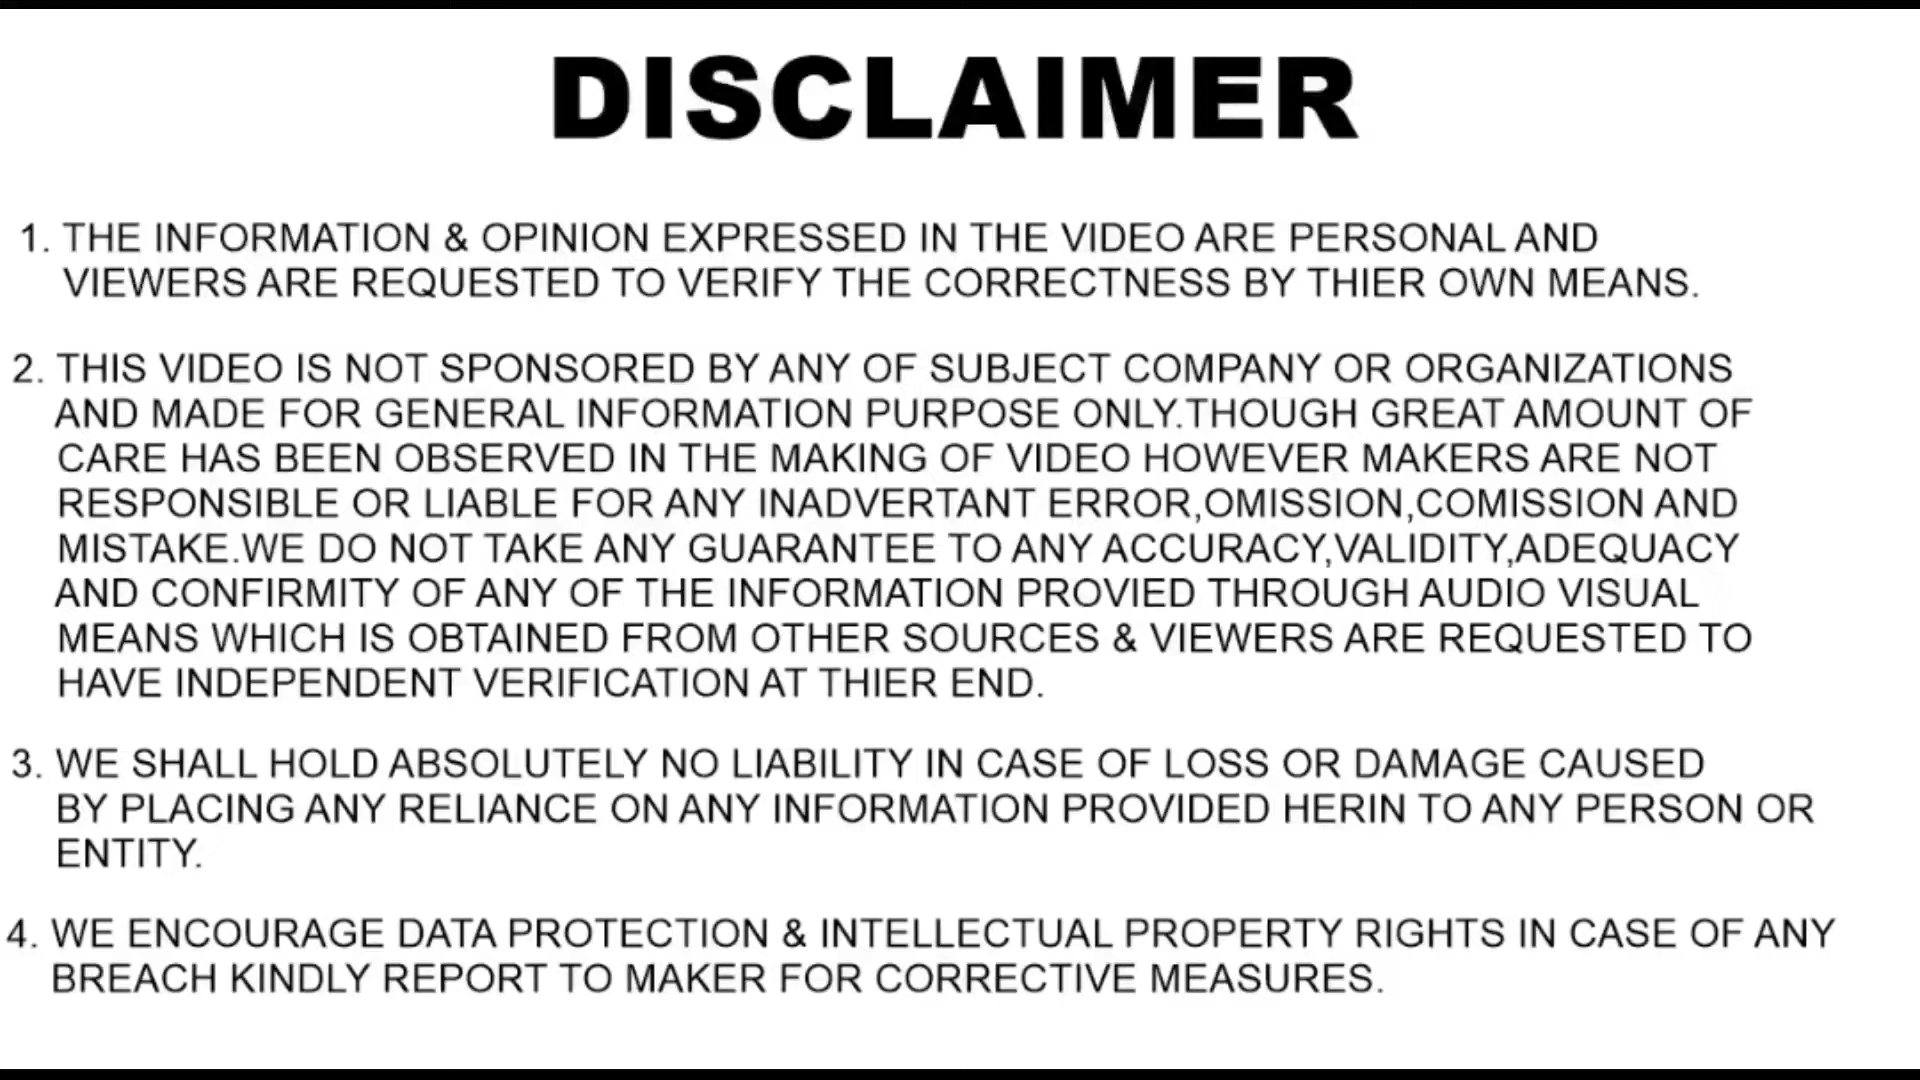 DISCLAIMER
1. THE INFORMATION & OPINION EXPRESSED IN THE VIDEO ARE PERSONAL AND
VIEWERS ARE REQUESTED TO VERIFY THE CORRECTNESS BY THIER OWN MEANS.
2. THIS VIDEO IS NOT SPONSORED BY ANY OF SUBJECT COMPANY OR ORGANIZATIONS
AND MADE FOR GENERAL INFORMATION PURPOSE ONLY.THOUGH GREAT AMOUNT OF
CARE HAS BEEN OBSERVED IN THE MAKING OF VIDEO HOWEVER MAKERS ARE NOT
RESPONSIBLE OR LIABLE FOR ANY INADVERTANT ERROR,OMISSION,COMISSION AND
MISTAKE.WE DO NOT TAKE ANY GUARANTEE TO ANY ACCURACY,VALIDITY,ADEQUACY
AND CONFIRMITY OF ANY OF THE INFORMATION PROVIED THROUGH AUDIO VISUAL
MEANS WHICH IS OBTAINED FROM OTHER SOURCES & VIEWERS ARE REQUESTED TO
HAVE INDEPENDENT VERIFICATION AT THIER END.
3. WE SHALL HOLD ABSOLUTELY NO LIABILITY IN CASE OF LOSS OR DAMAGE CAUSED
BY PLACING ANY RELIANCE ON ANY INFORMATION PROVIDED HERIN TO ANY PERSON OR
ENTITY.
4. WE ENCOURAGE DATA PROTECTION & INTELLECTUAL PROPERTY RIGHTS IN CASE OF ANY
BREACH KINDLY REPORT TO MAKER FOR CORRECTIVE MEASURES.